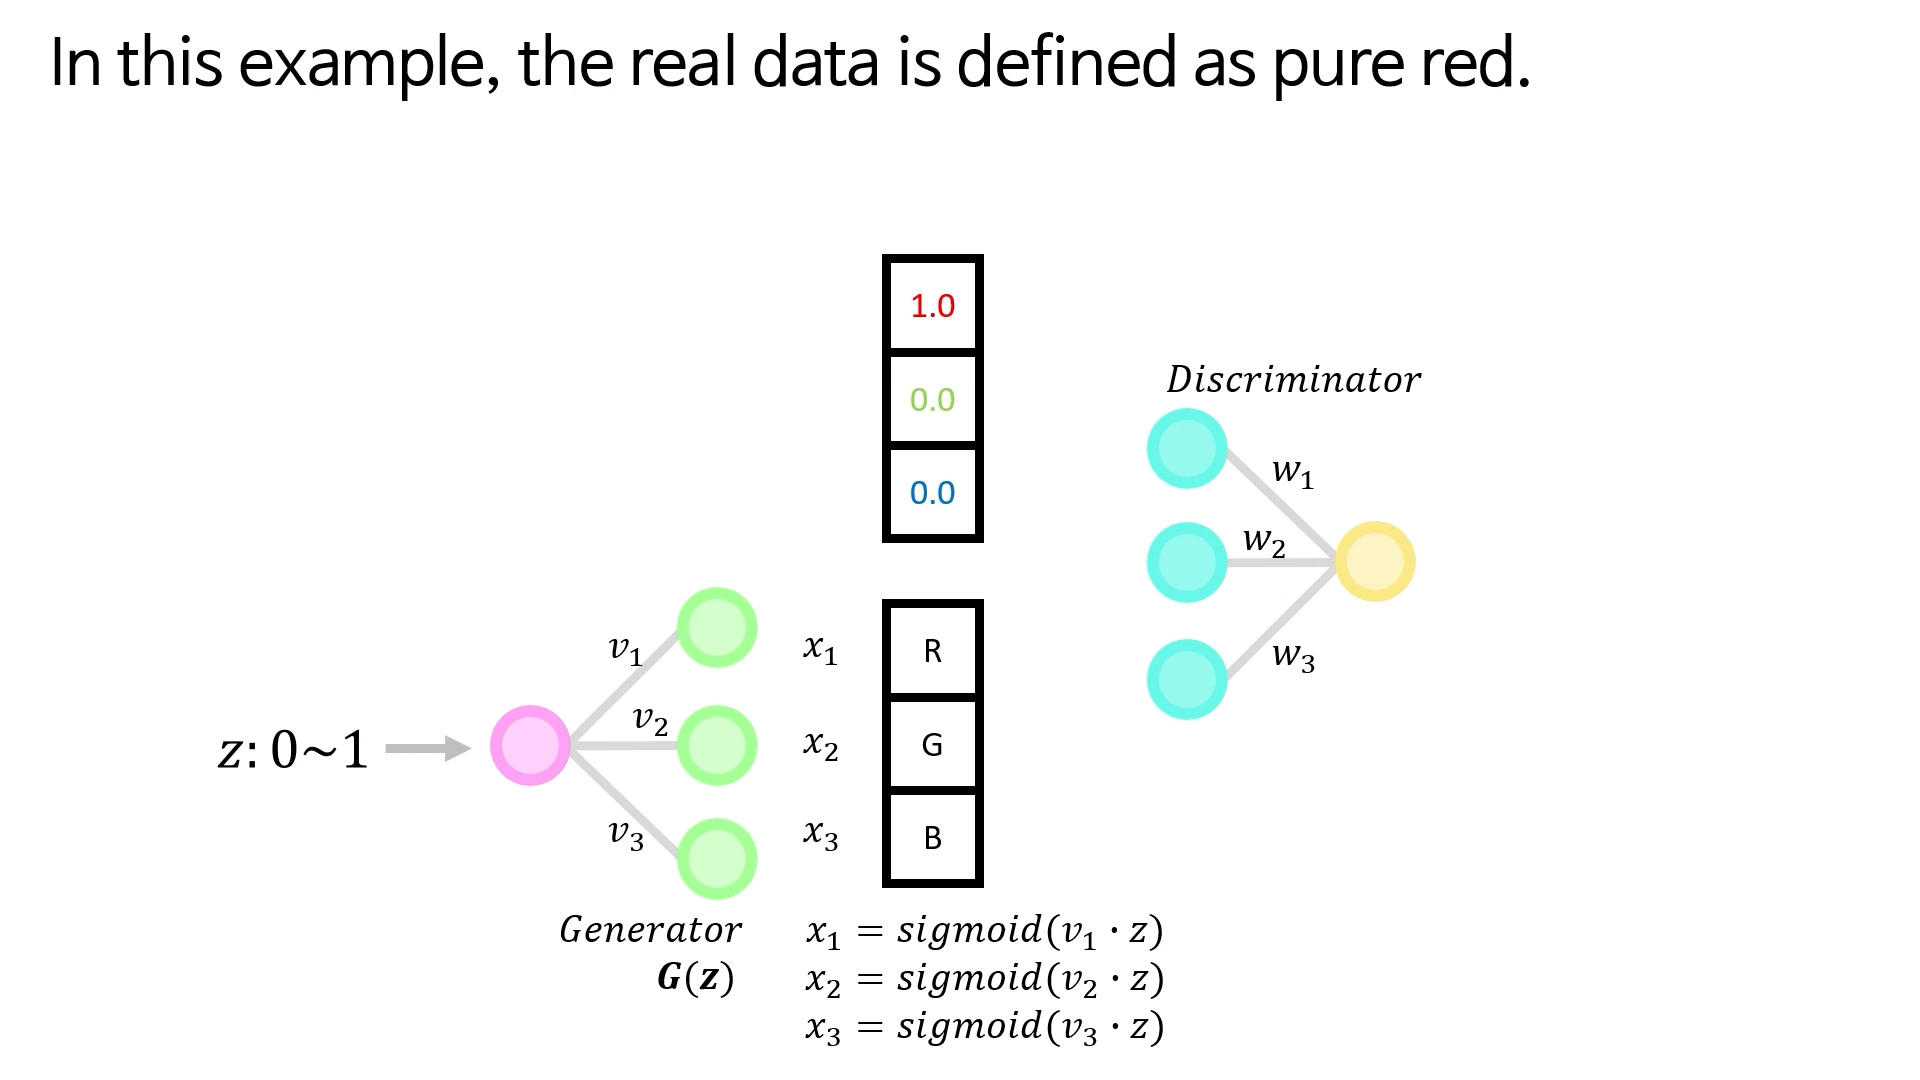 In this example, the real data is defined as pure red.
1.0
0.0
0.0
Discriminator
w₁
w₂
w₃
z: 0~1
v₁
v₂
v₃
x₁
x₂
x₃
R
G
B
Generator
G(z)
x₁ = sigmoid(v₁ · z)
x₂ = sigmoid(v₂ · z)
x₃ = sigmoid(v₃ · z)